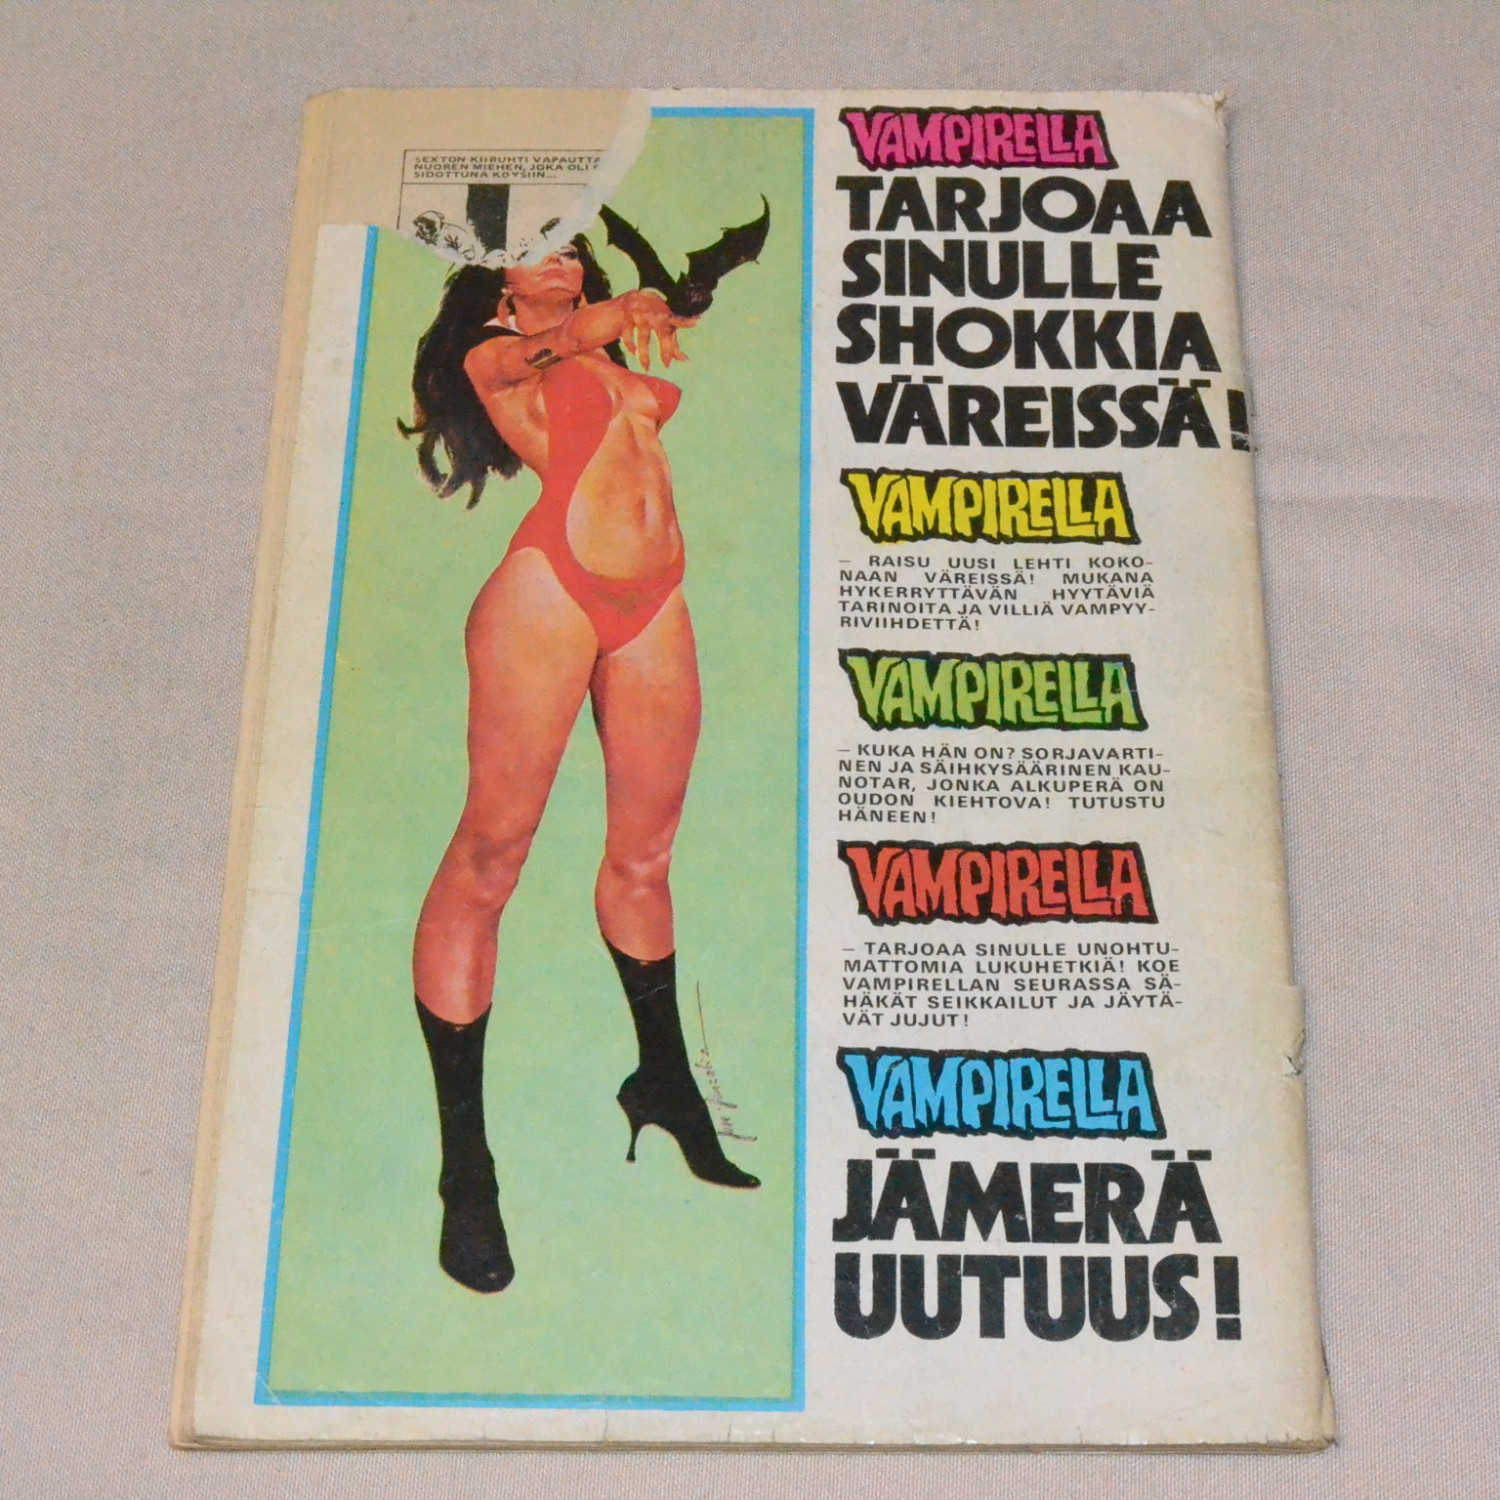 SEXTON KIIRUHTI
NUOREN MIEHEN, JOKA OLI
SIDOTTUNA KÖYSIIN...
VAMPIRELLA
TARJOAA
SINULLE
SHOKKIA
VÄREISSÄ!
VAMPIRELLA
— RAISU UUSI LEHTI KOKO-
NAAN VÄREISSÄ! MUKANA
HYKERRYTTÄVÄN HYYTÄVIÄ
TARINOITA JA VILLIÄ VAMPYY-
RIVIIHDETTÄ!
VAMPIRELLA
— KUKA HÄN ON? SORJAVARTI-
NEN JA SÄIHKYSÄÄRINEN KAU-
NOTAR, JONKA ALKUPERÄ ON
OUDON KIEHTOVA! TUTUSTU
HÄNEEN!
VAMPIRELLA
— TARJOAA SINULLE UNOHTU-
MATTOMIA LUKUHETKIÄ! KOE
VAMPIRELLAN SEURASSA SÄ-
HÄKÄT SEIKKAILUT JA JÄYTÄ-
VÄT JUJUT!
VAMPIRELLA
JÄMERÄ
UUTUUS!